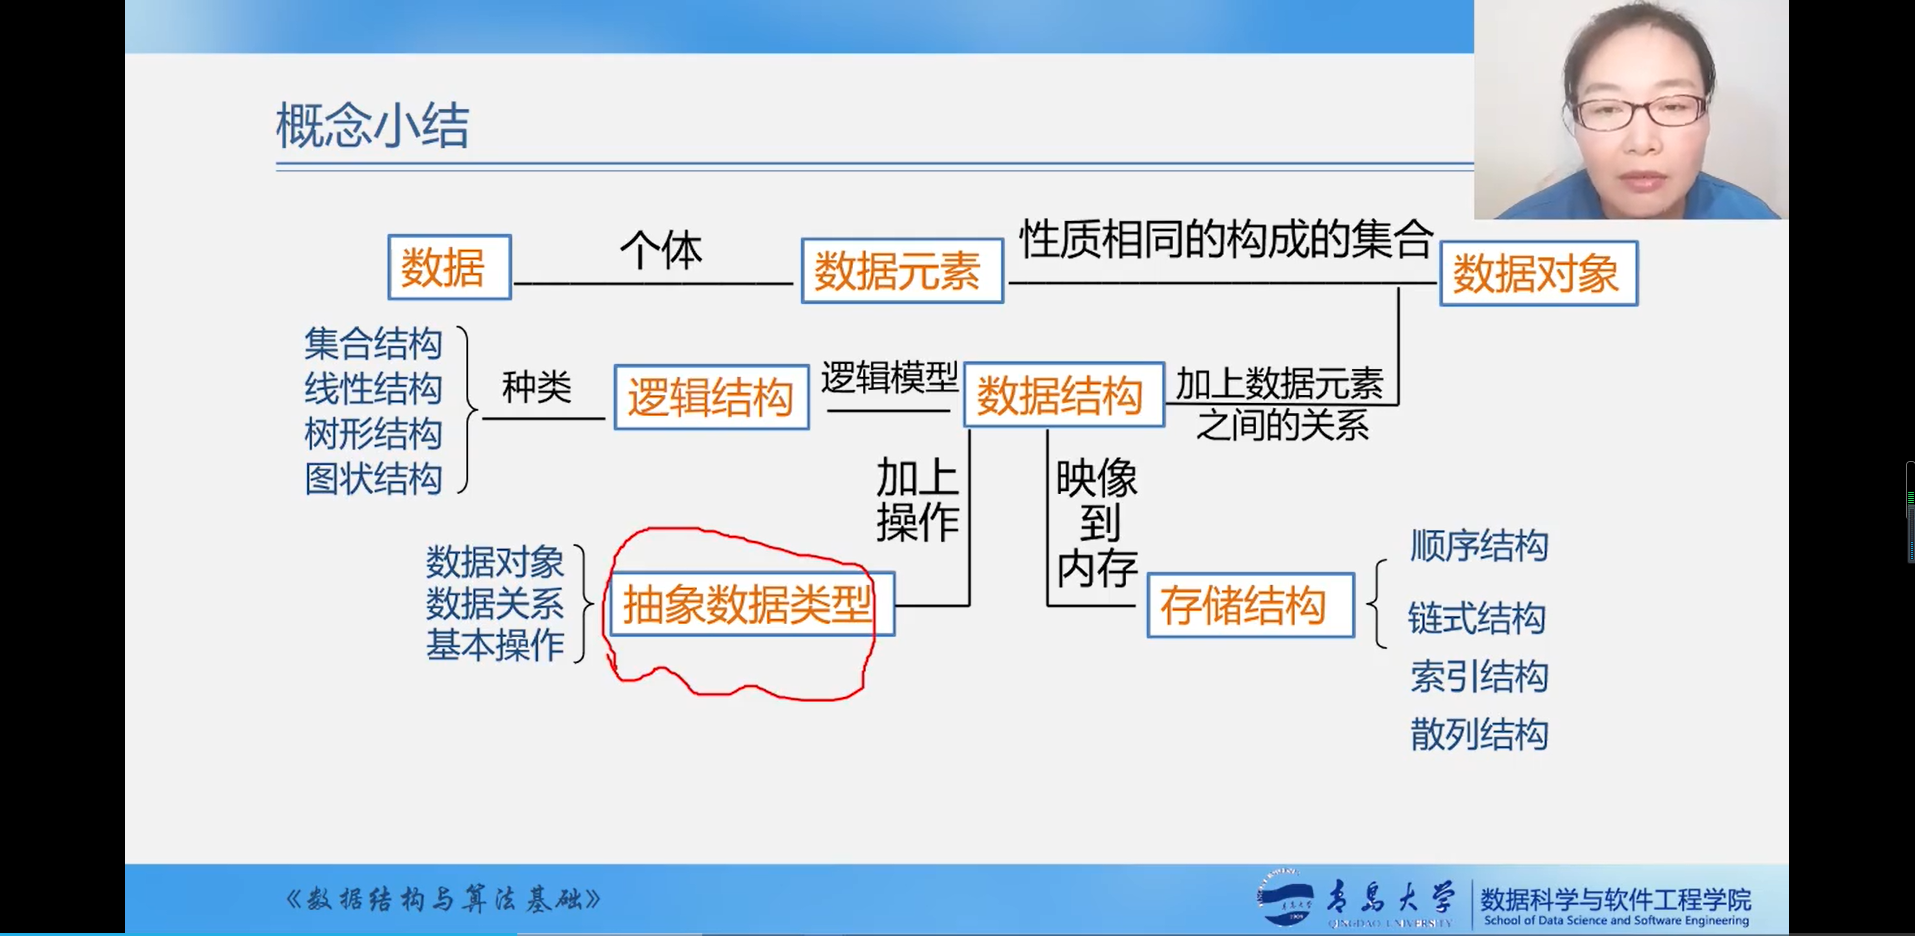 概念小结
数据
个体
数据元素
性质相同的构成的集合
数据对象
集合结构
线性结构
树形结构
图状结构
种类
逻辑结构
逻辑模型
数据结构
加上数据元素
之间的关系
加上
操作
映像
到
内存
数据对象
数据关系
基本操作
抽象数据类型
存储结构
顺序结构
链式结构
索引结构
散列结构
《数据结构与算法基础》
青岛大学
QINGDAO UNIVERSITY
数据科学与软件工程学院
School of Data Science and Software Engineering